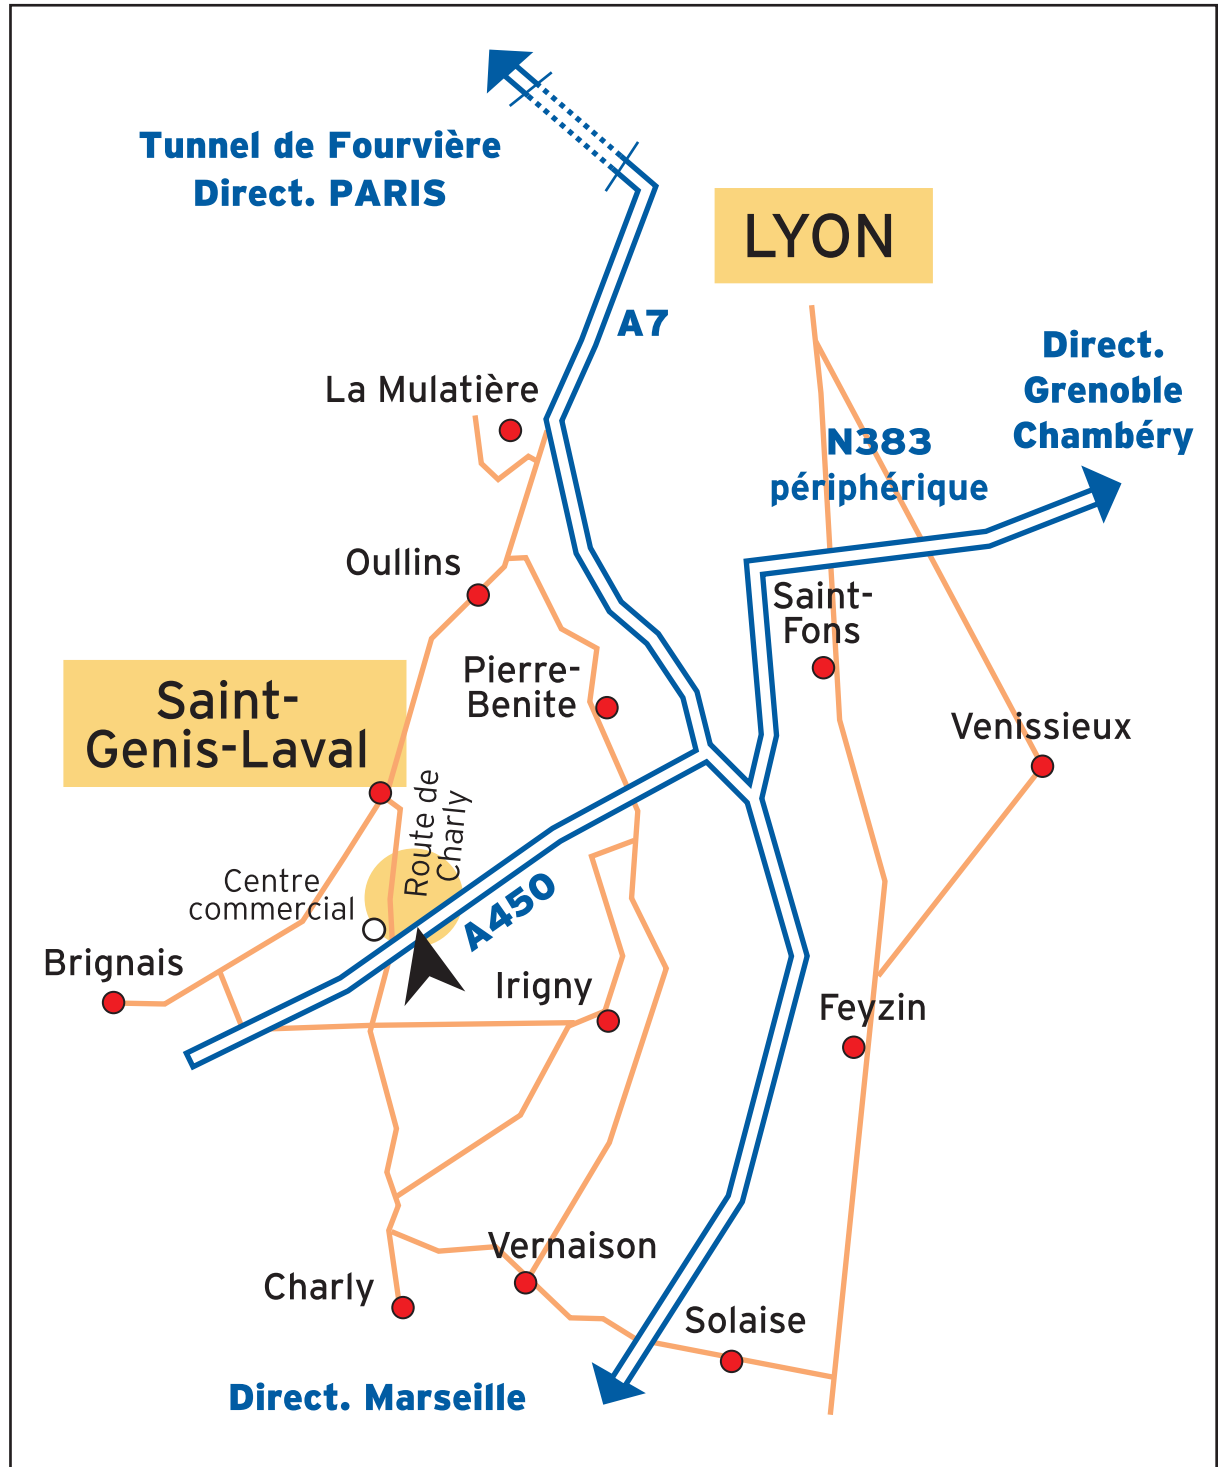 Tunnel de Fourvière
Direct. PARIS
LYON
A7
Direct.
Grenoble
Chambéry
La Mulatière
N383
périphérique
Oullins
Saint-
Fons
Pierre-
Benite
Saint-
Genis-Laval
Venissieux
Route de
Charly
Centre
commercial
A450
Brignais
Irigny
Feyzin
Vernaison
Charly
Solaise
Direct. Marseille